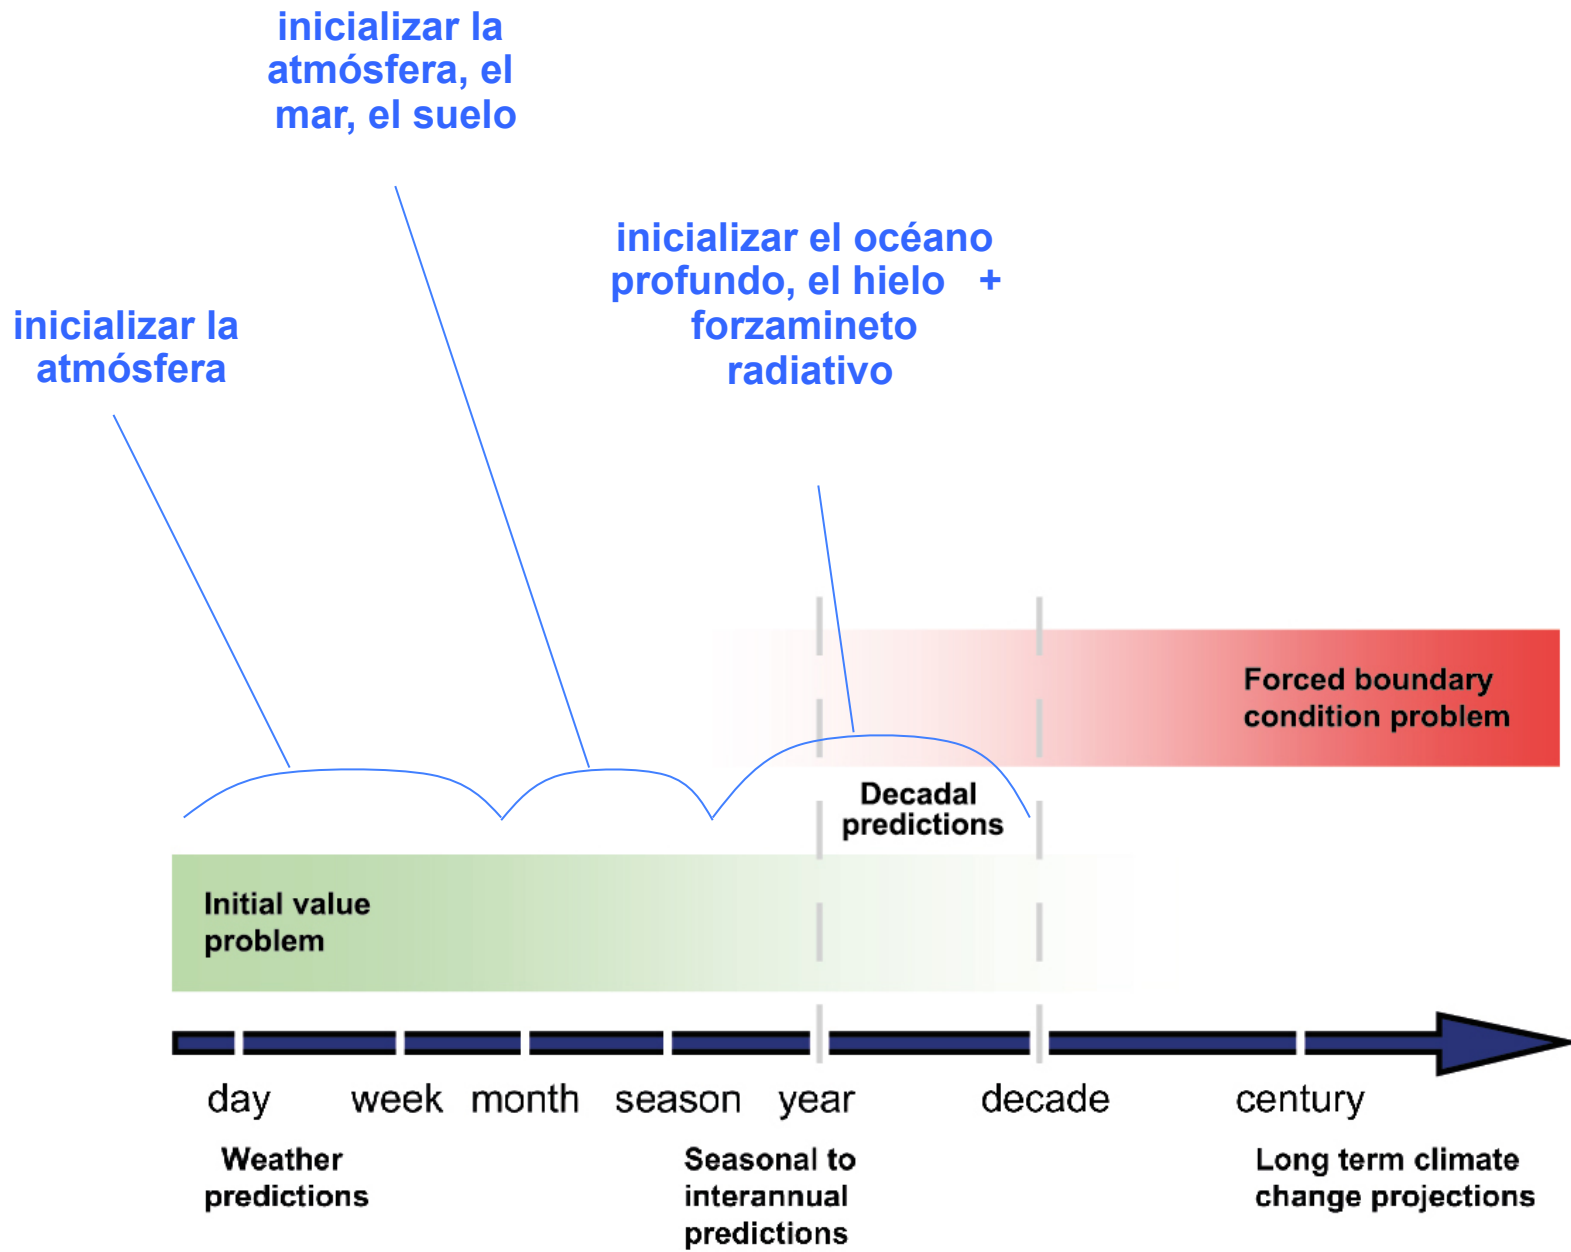 inicializar la
atmósfera, el
mar, el suelo
inicializar el océano
profundo, el hielo +
forzamineto
radiativo
inicializar la
atmósfera
Forced boundary
condition problem
Decadal
predictions
Initial value
problem
day week month season year decade century
Weather
predictions
Seasonal to
interannual
predictions
Long term climate
change projections